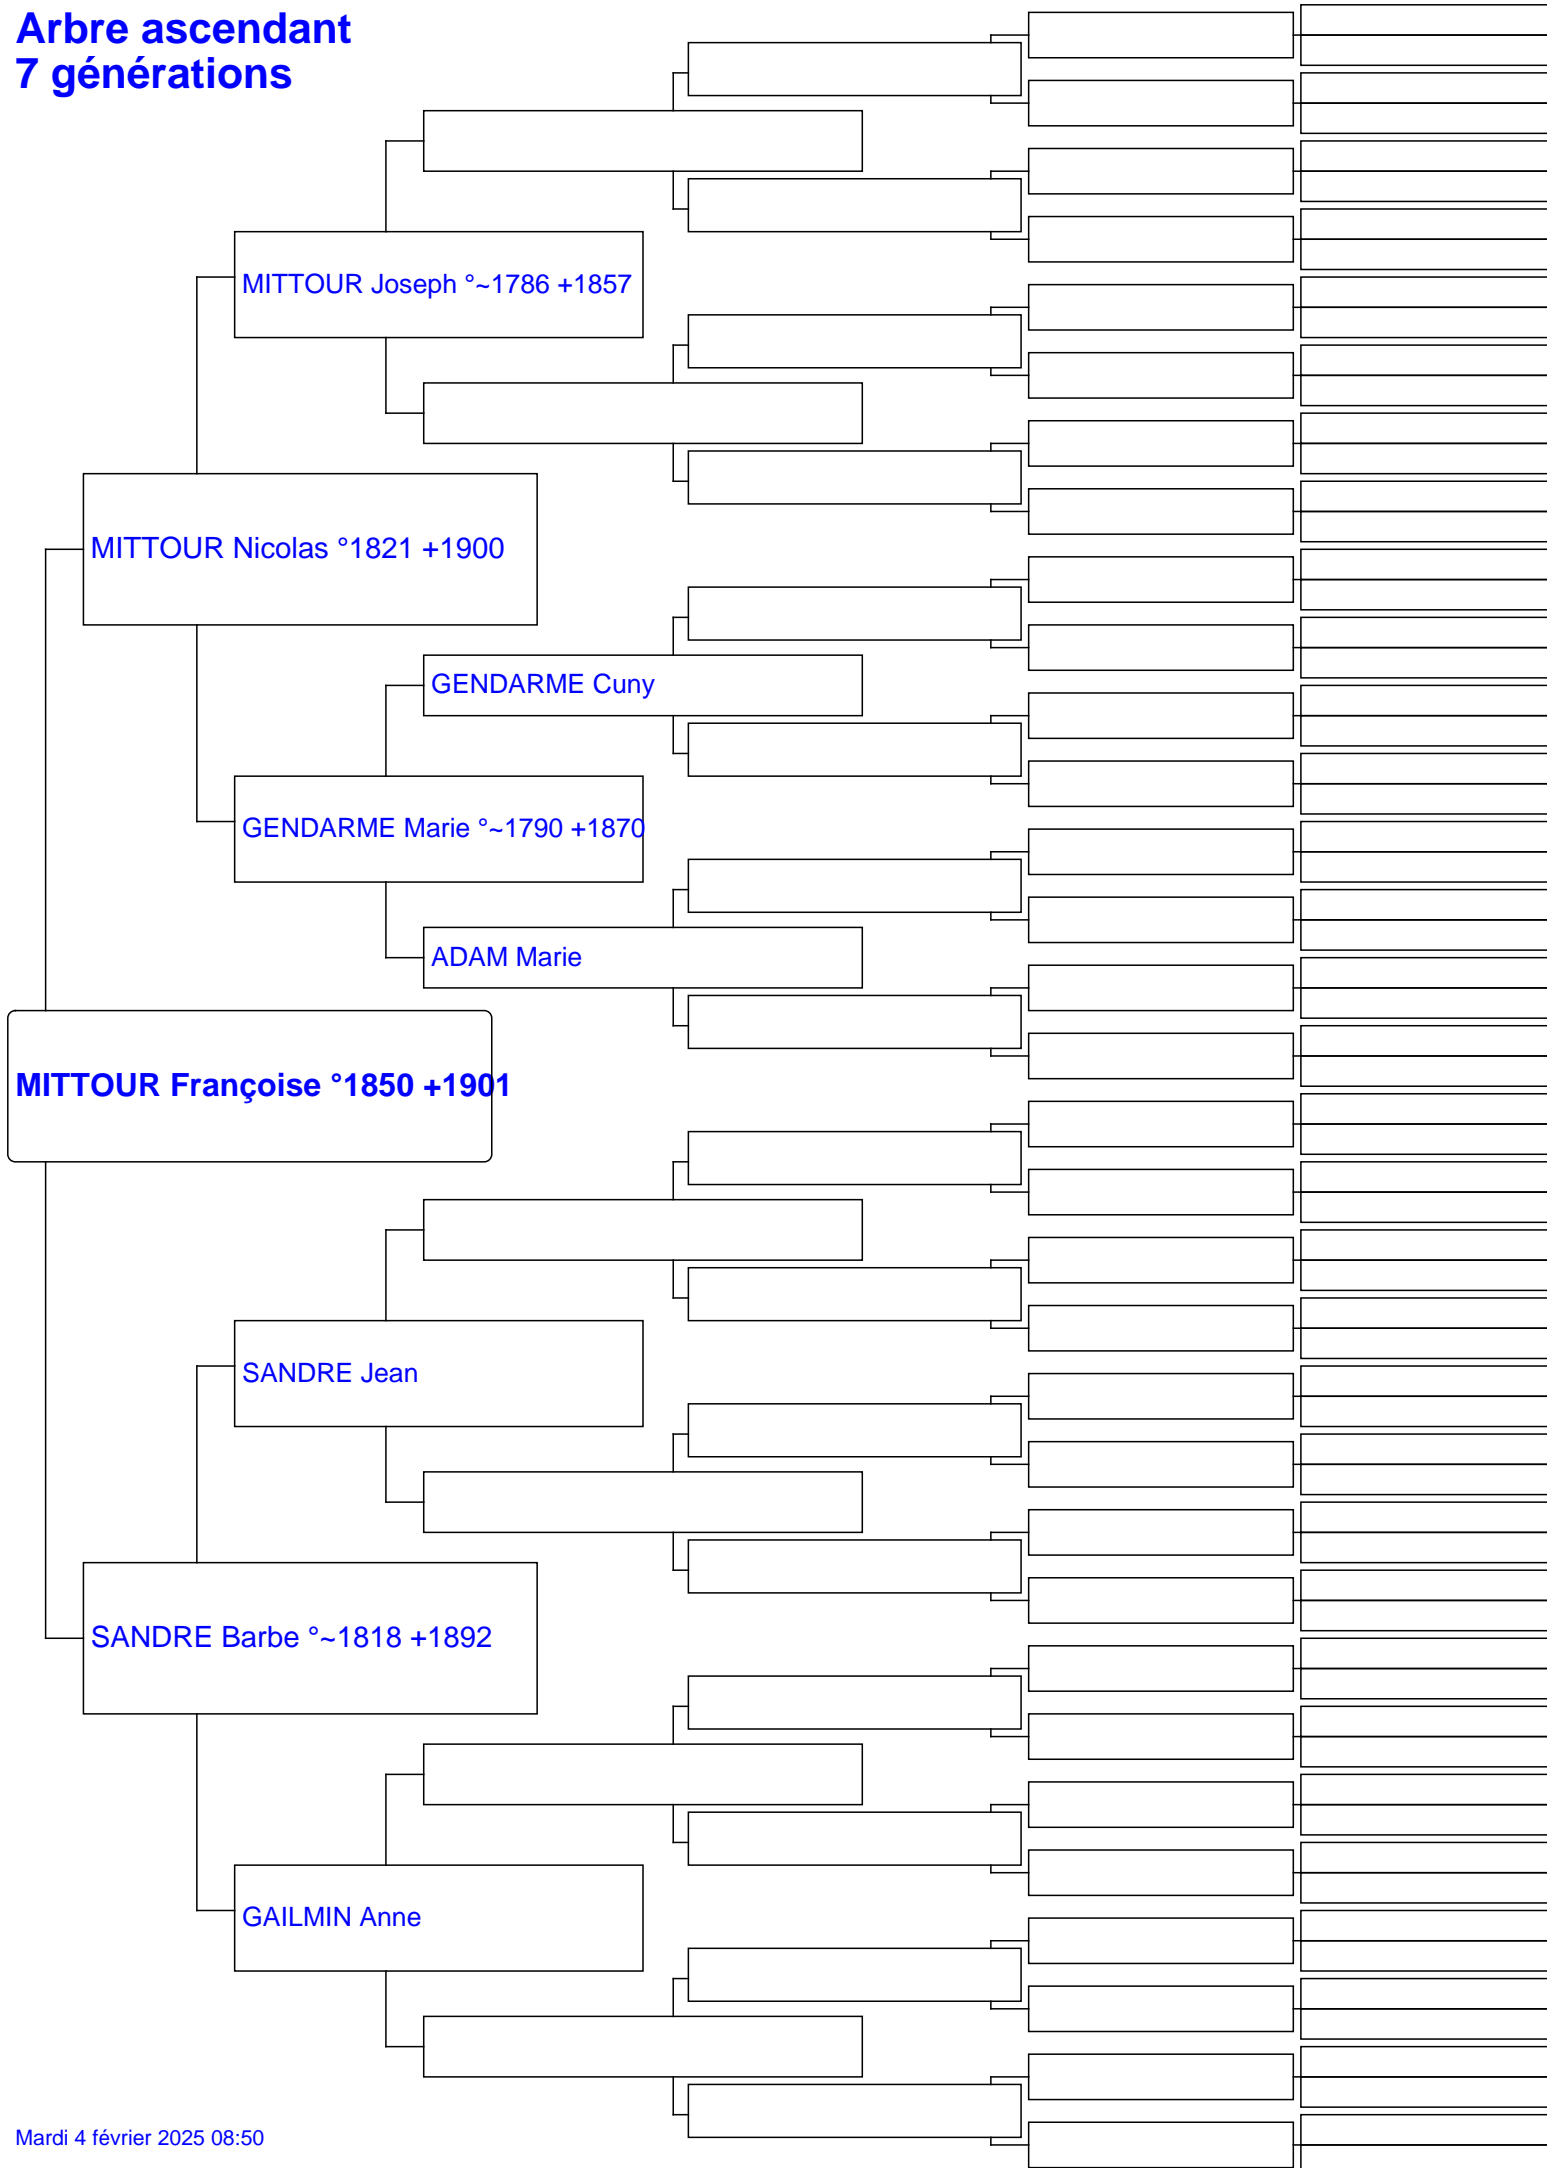 Arbre ascendant
7 générations
MITTOUR Joseph °~1786 +1857
MITTOUR Nicolas °1821 +1900
GENDARME Cuny
GENDARME Marie °~1790 +1870
ADAM Marie
MITTOUR Françoise °1850 +1901
SANDRE Jean
SANDRE Barbe °~1818 +1892
GAILMIN Anne
Mardi 4 février 2025 08:50